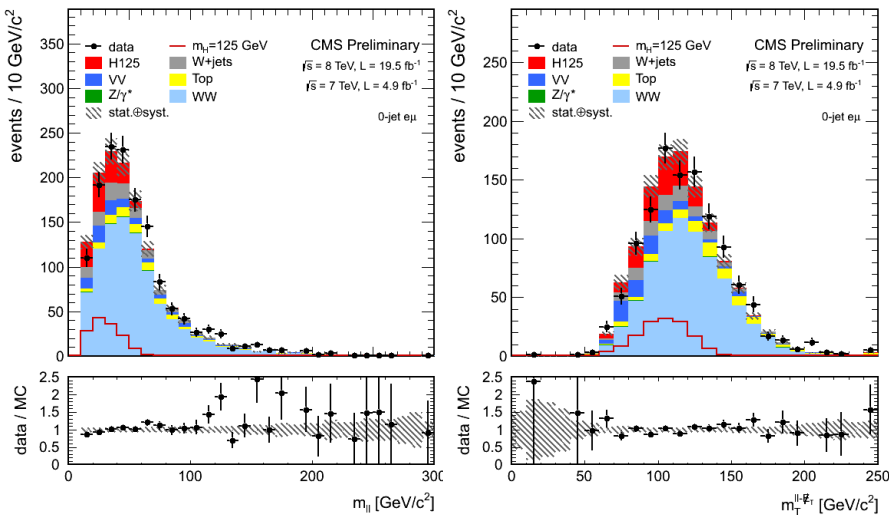 events / 10 GeV/c²
350
300
250
200
150
100
50
0
data
H125
VV
Z/γ*
stat.⊕syst.
m_H=125 GeV
W+jets
Top
WW
CMS Preliminary
√s = 8 TeV, L = 19.5 fb⁻¹
√s = 7 TeV, L = 4.9 fb⁻¹
0-jet eμ
data / MC
2.5
2
1.5
1
0.5
0
0 100 200 300
m_ll [GeV/c²]
events / 10 GeV/c²
250
200
150
100
50
0
data
H125
VV
Z/γ*
stat.⊕syst.
m_H=125 GeV
W+jets
Top
WW
CMS Preliminary
√s = 8 TeV, L = 19.5 fb⁻¹
√s = 7 TeV, L = 4.9 fb⁻¹
0-jet eμ
data / MC
2.5
2
1.5
1
0.5
0
0 50 100 150 200 250
m_T^{ll-E̸_T} [GeV/c²]